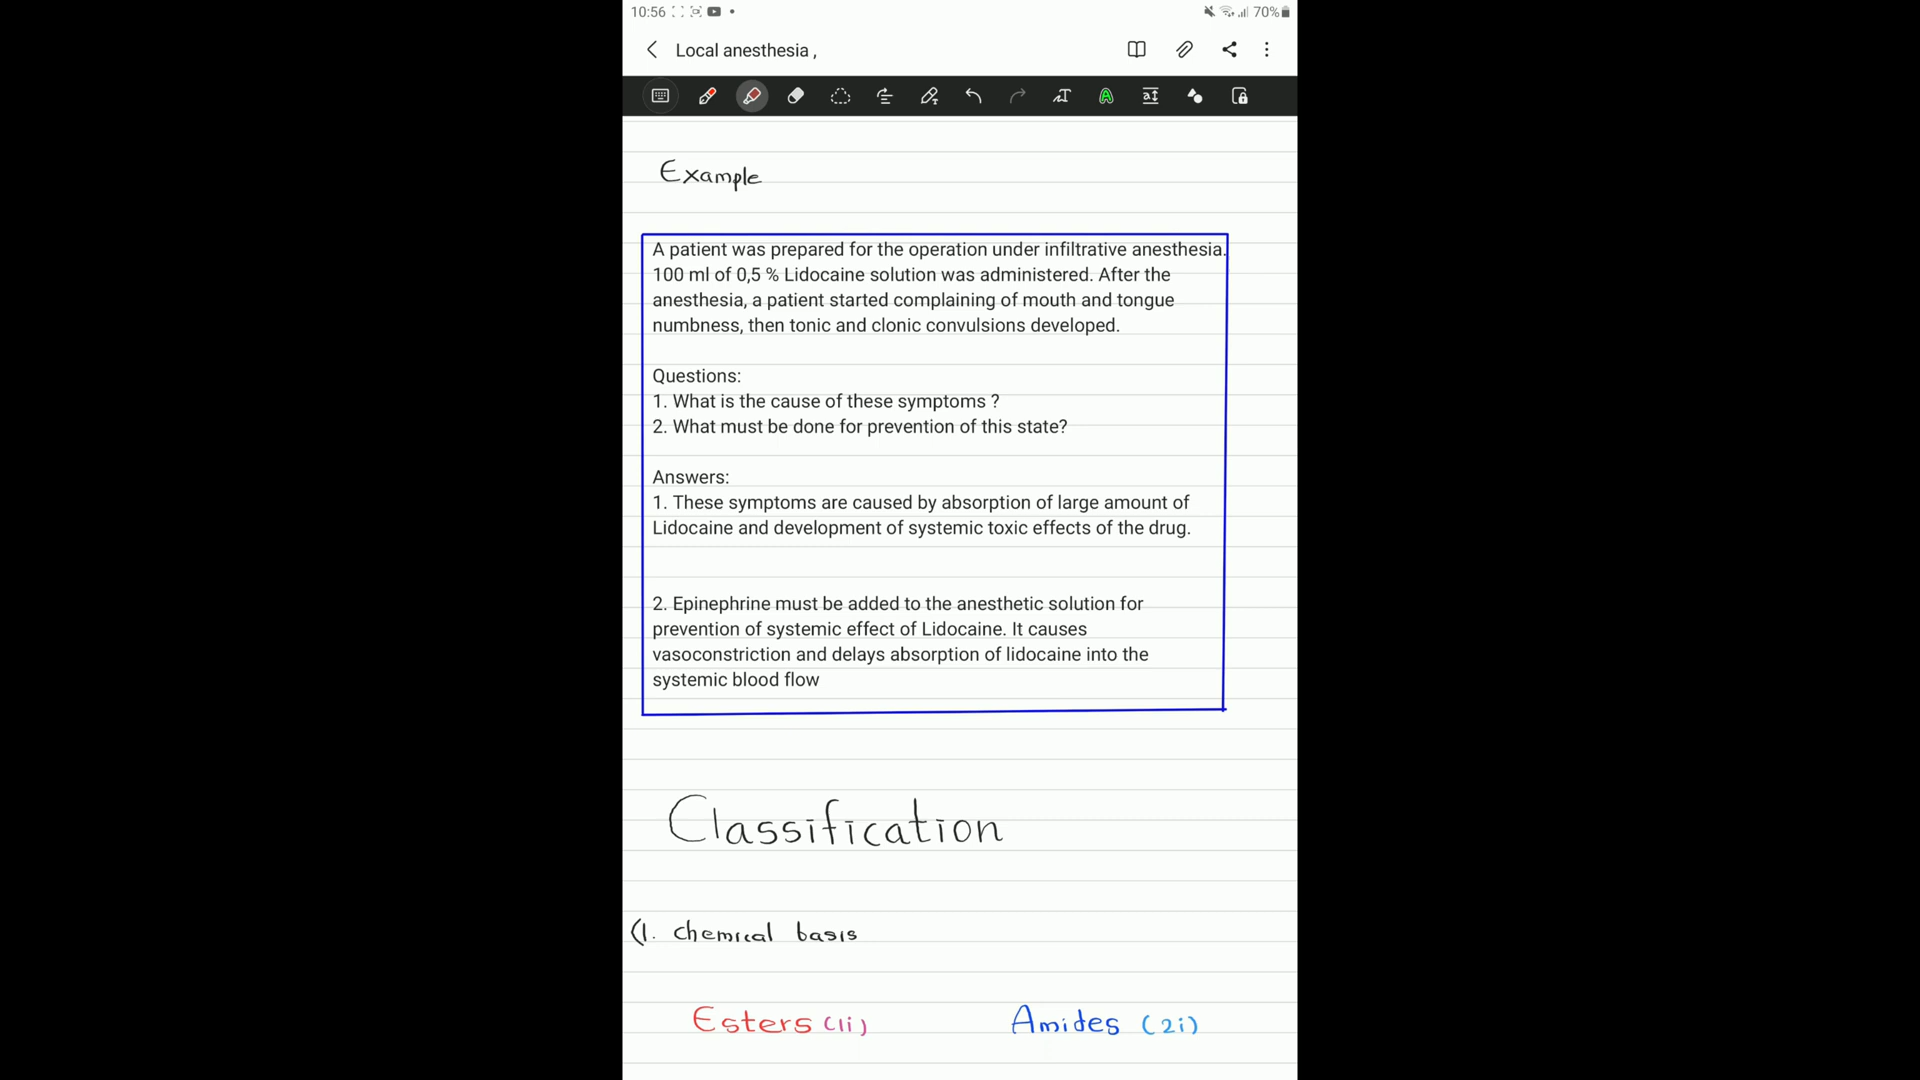 10:56
70%
Local anesthesia ,
Example
A patient was prepared for the operation under infiltrative anesthesia.
100 ml of 0,5 % Lidocaine solution was administered. After the
anesthesia, a patient started complaining of mouth and tongue
numbness, then tonic and clonic convulsions developed.
Questions:
1. What is the cause of these symptoms ?
2. What must be done for prevention of this state?
Answers:
1. These symptoms are caused by absorption of large amount of
Lidocaine and development of systemic toxic effects of the drug.
2. Epinephrine must be added to the anesthetic solution for
prevention of systemic effect of Lidocaine. It causes
vasoconstriction and delays absorption of lidocaine into the
systemic blood flow
Classification
(1. chemical basis
Esters (1i) Amides (2i)